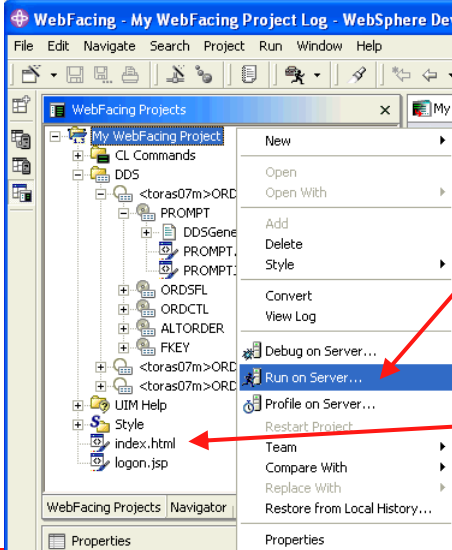 WebFacing - My WebFacing Project Log - WebSphere De
File Edit Navigate Search Project Run Window Help
WebFacing Projects
My
My WebFacing Project
CL Commands
DDS
<toras07m>ORD
PROMPT
DDSGene
PROMPT.
PROMPT
ORDSFL
ORDCTL
ALTORDER
FKEY
<toras07m>ORD
<toras07m>ORD
UIM Help
Style
index.html
logon.jsp
WebFacing Projects Navigator
Properties
New
Open
Open With
Add
Delete
Style
Convert
View Log
Debug on Server...
Run on Server...
Profile on Server...
Restart Project
Team
Compare With
Replace With
Restore from Local History...
Properties